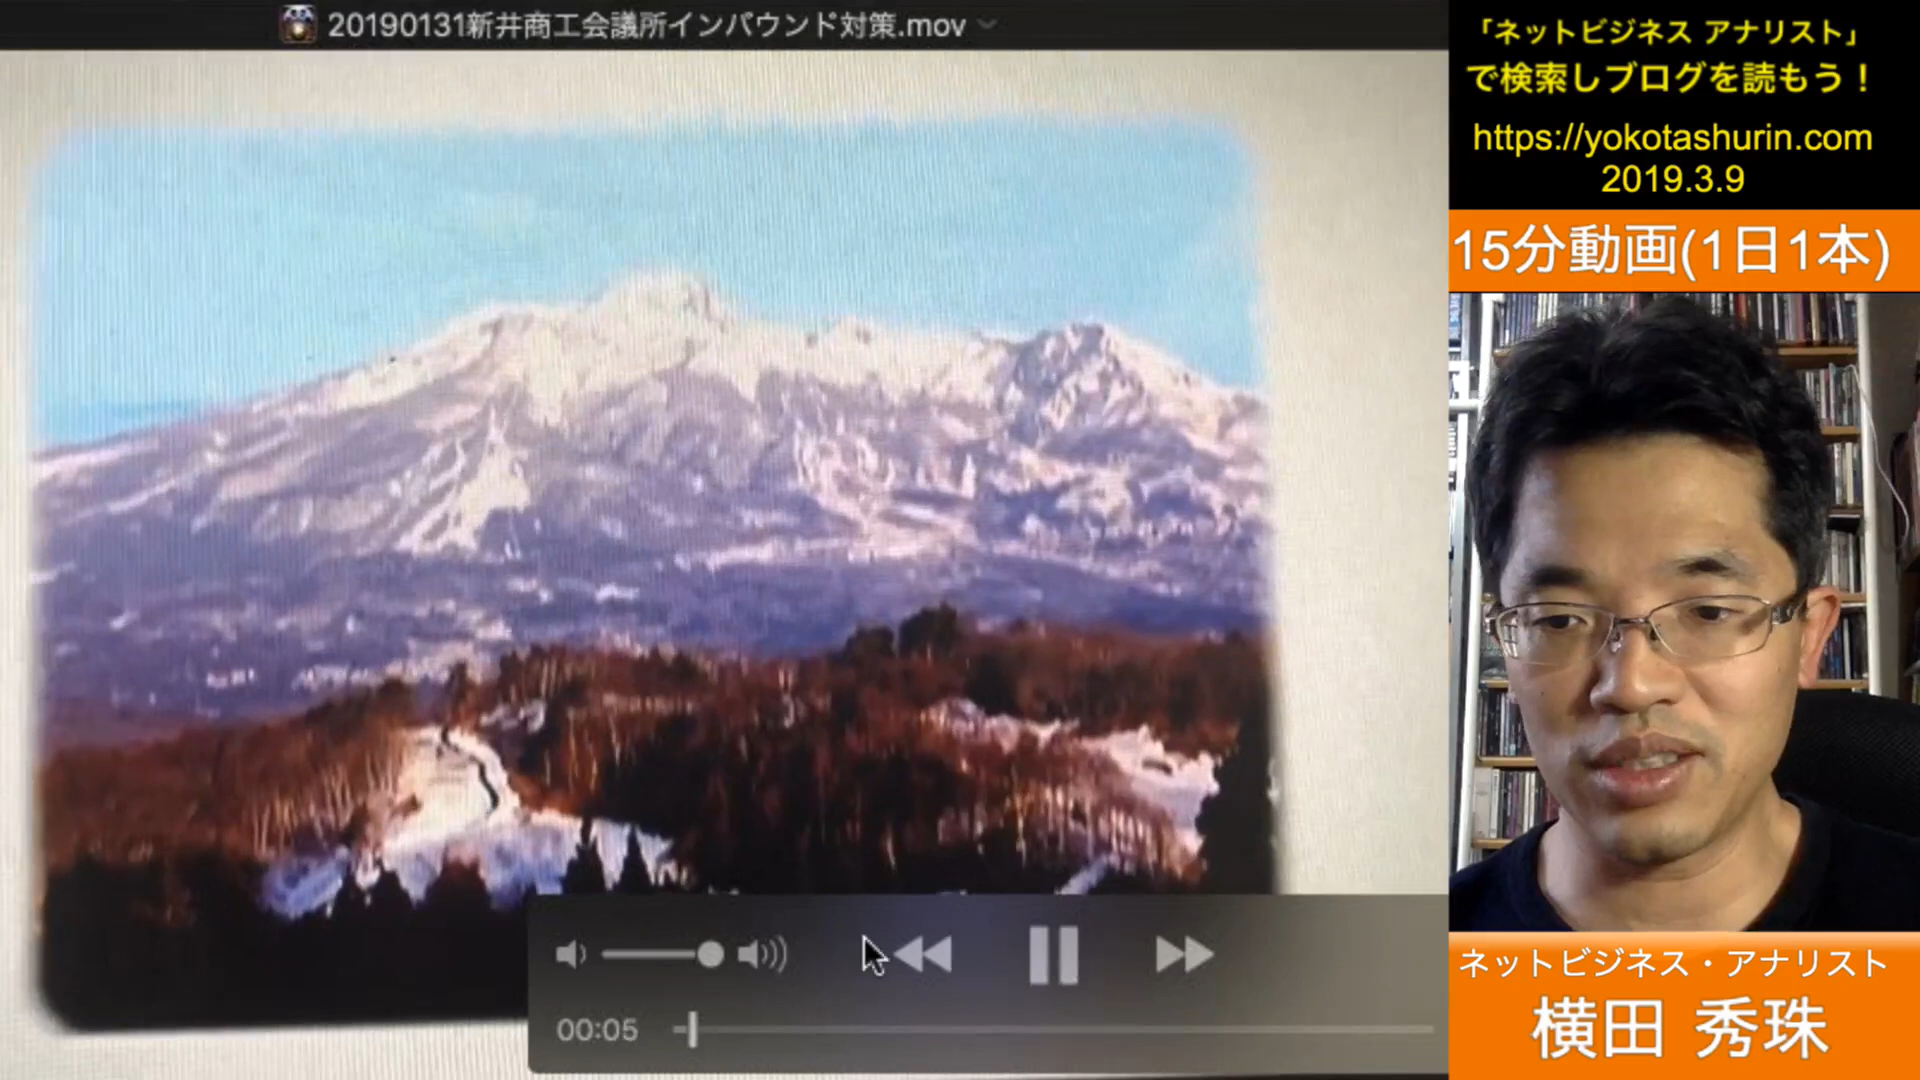 20190131新井商工会議所インバウンド対策.mov
00:05
「ネットビジネス アナリスト」
で検索しブログを読もう！
https://yokotashurin.com
2019.3.9
15分動画(1日1本)
ネットビジネス・アナリスト
横田 秀珠